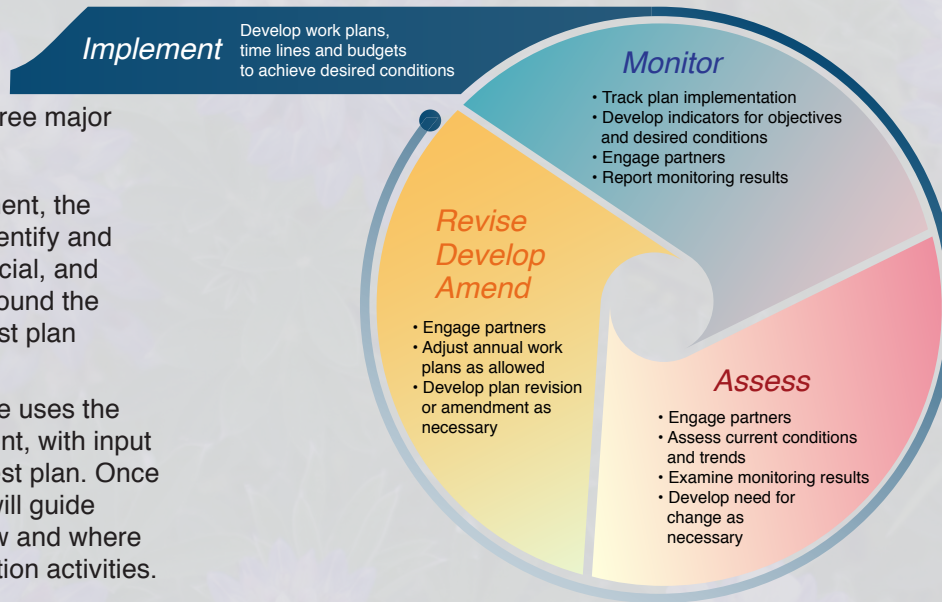 Implement
Develop work plans,
time lines and budgets
to achieve desired conditions
ree major
ent, the
entify and
cial, and
ound the
st plan
e uses the
nt, with input
est plan. Once
will guide
w and where
tion activities.
Monitor
• Track plan implementation
• Develop indicators for objectives
and desired conditions
• Engage partners
• Report monitoring results
Revise
Develop
Amend
• Engage partners
• Adjust annual work
plans as allowed
• Develop plan revision
or amendment as
necessary
Assess
• Engage partners
• Assess current conditions
and trends
• Examine monitoring results
• Develop need for
change as
necessary